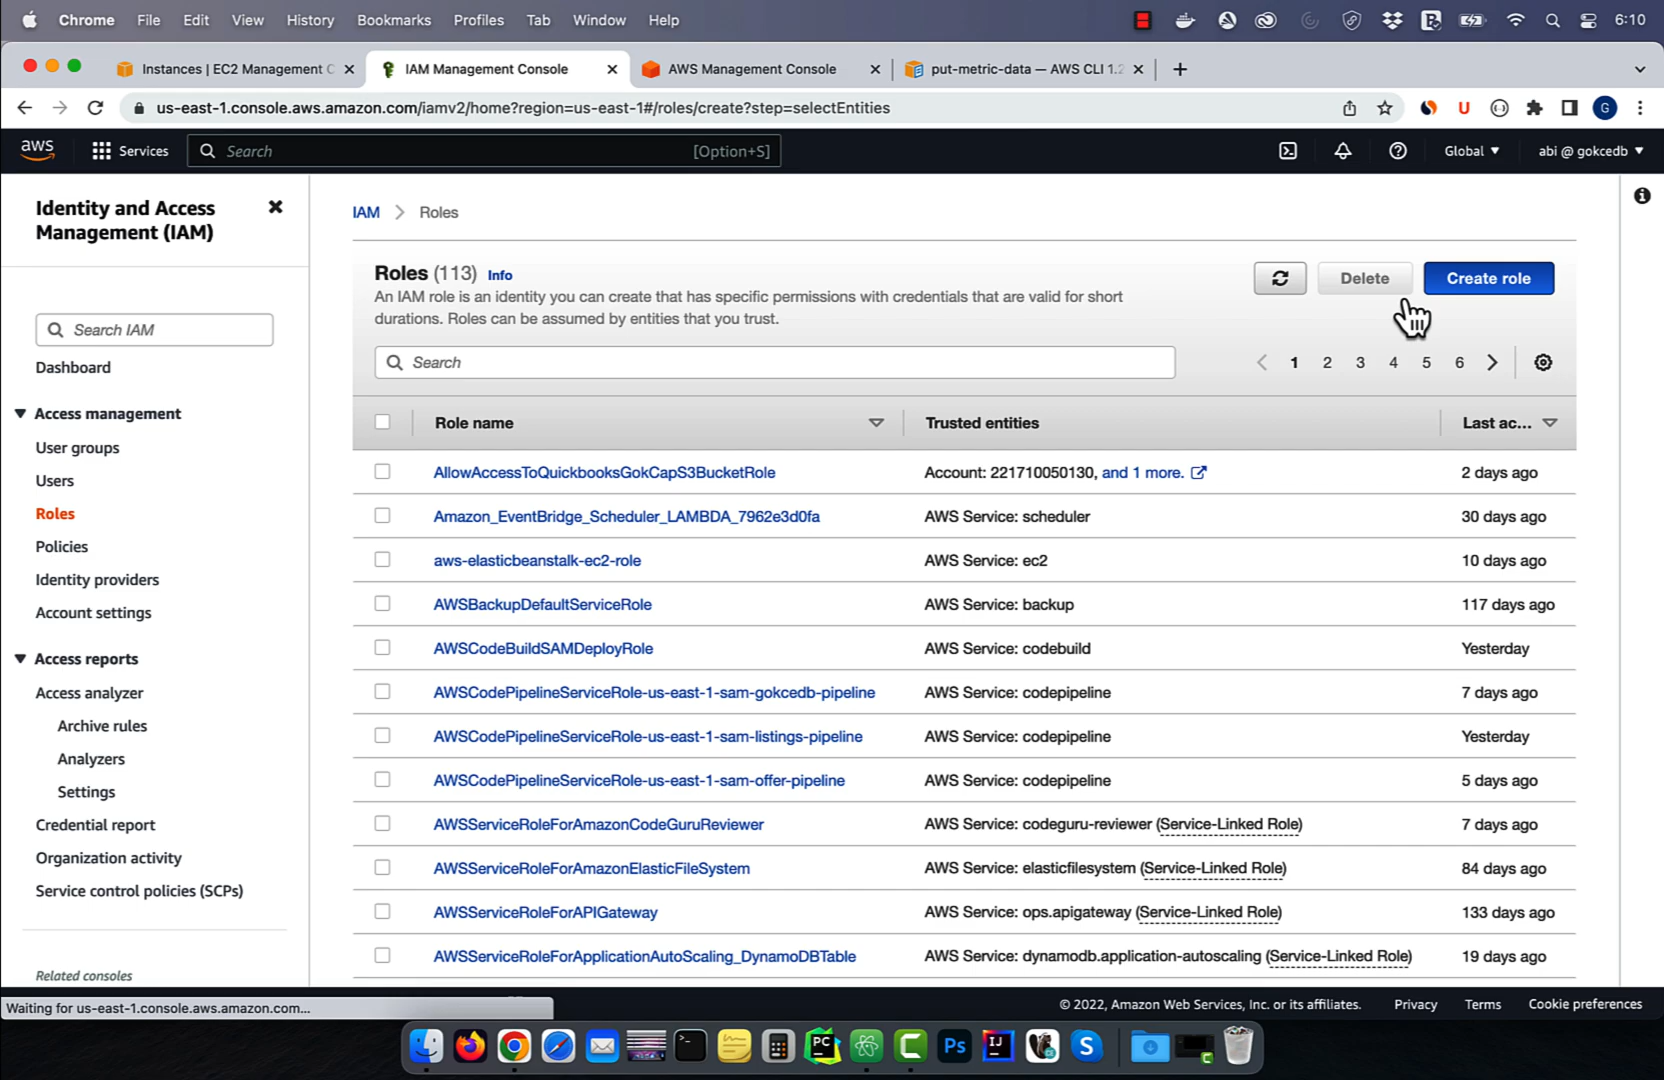 Chrome File Edit View History Bookmarks Profiles Tab Window Help 6:10
Instances | EC2 Management C IAM Management Console AWS Management Console put-metric-data — AWS CLI 1.2
us-east-1.console.aws.amazon.com/iamv2/home?region=us-east-1#/roles/create?step=selectEntities
aws Services Search [Option+S] Global abi @ gokcedb
Identity and Access
Management (IAM)
Search IAM
Dashboard
Access management
User groups
Users
Roles
Policies
Identity providers
Account settings
Access reports
Access analyzer
Archive rules
Analyzers
Settings
Credential report
Organization activity
Service control policies (SCPs)
Related consoles
IAM > Roles
Roles (113) Info
An IAM role is an identity you can create that has specific permissions with credentials that are valid for short
durations. Roles can be assumed by entities that you trust.
Delete Create role
Search
1 2 3 4 5 6
Role name Trusted entities Last ac...
AllowAccessToQuickbooksGokCapS3BucketRole Account: 221710050130, and 1 more. 2 days ago
Amazon_EventBridge_Scheduler_LAMBDA_7962e3d0fa AWS Service: scheduler 30 days ago
aws-elasticbeanstalk-ec2-role AWS Service: ec2 10 days ago
AWSBackupDefaultServiceRole AWS Service: backup 117 days ago
AWSCodeBuildSAMDeployRole AWS Service: codebuild Yesterday
AWSCodePipelineServiceRole-us-east-1-sam-gokcedb-pipeline AWS Service: codepipeline 7 days ago
AWSCodePipelineServiceRole-us-east-1-sam-listings-pipeline AWS Service: codepipeline Yesterday
AWSCodePipelineServiceRole-us-east-1-sam-offer-pipeline AWS Service: codepipeline 5 days ago
AWSServiceRoleForAmazonCodeGuruReviewer AWS Service: codeguru-reviewer (Service-Linked Role) 7 days ago
AWSServiceRoleForAmazonElasticFileSystem AWS Service: elasticfilesystem (Service-Linked Role) 84 days ago
AWSServiceRoleForAPIGateway AWS Service: ops.apigateway (Service-Linked Role) 133 days ago
AWSServiceRoleForApplicationAutoScaling_DynamoDBTable AWS Service: dynamodb.application-autoscaling (Service-Linked Role) 19 days ago
Waiting for us-east-1.console.aws.amazon.com...
© 2022, Amazon Web Services, Inc. or its affiliates. Privacy Terms Cookie preferences